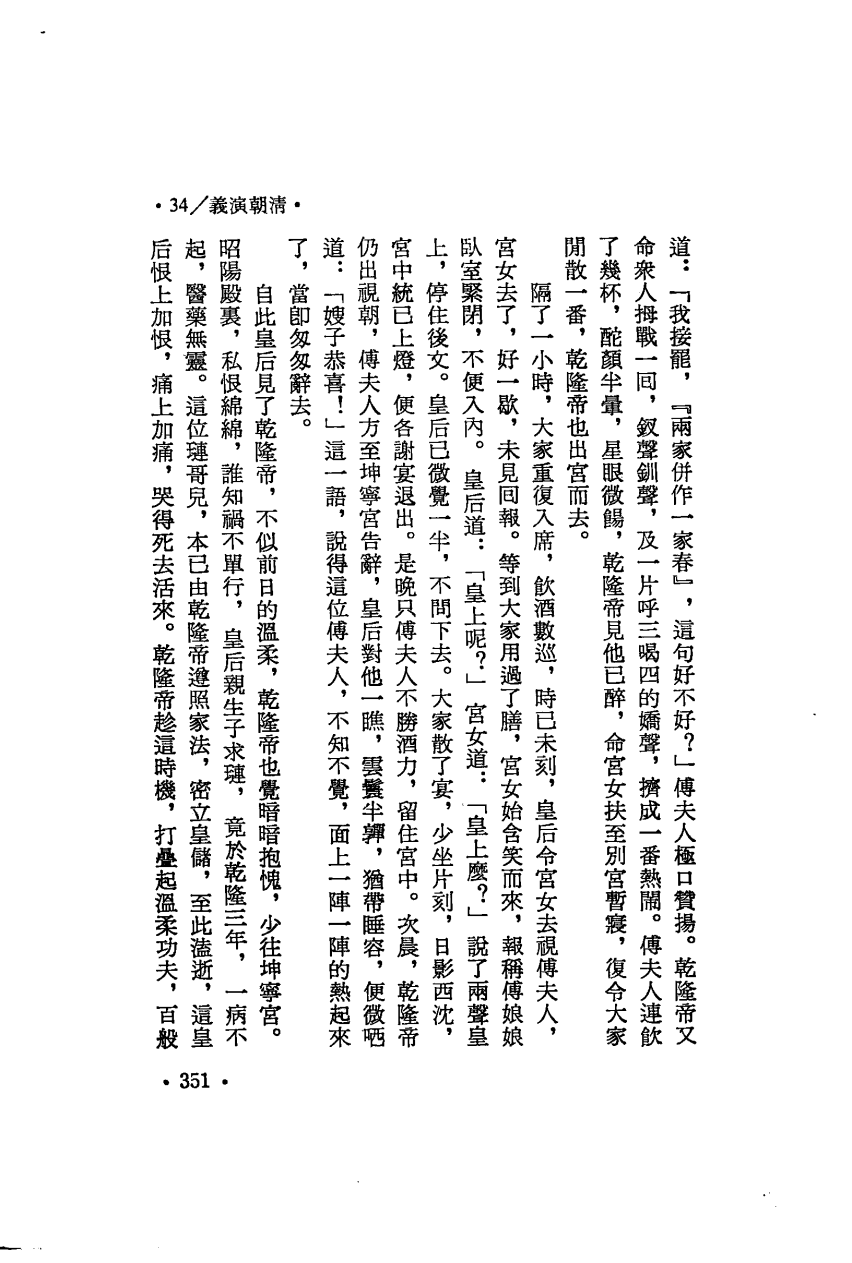 •34/義演朝清•
道：「我接罷，『兩家併作一家春』，這句好不好？」傅夫人極口贊揚。乾隆帝又
命衆人拇戰一回，釵聲釧聲，及一片呼三喝四的嬌聲，擠成一番熱鬧。傅夫人連飲
了幾杯，酡顏半暈，星眼微餳，乾隆帝見他已醉，命宮女扶至別宮暫寢，復令大家
閒散一番，乾隆帝也出宮而去。
隔了一小時，大家重復入席，飲酒數巡，時已未刻，皇后令宮女去視傅夫人，
宮女去了，好一歇，未見回報。等到大家用過了膳，宮女始含笑而來，報稱傅娘娘
臥室緊閉，不便入內。皇后道：「皇上呢？」宮女道：「皇上麼？」說了兩聲皇
上，停住後文。皇后已微覺一半，不問下去。大家散了宴，少坐片刻，日影西沈，
宮中統已上燈，便各謝宴退出。是晚只傅夫人不勝酒力，留住宮中。次晨，乾隆帝
仍出視朝，傅夫人方至坤寧宮告辭，皇后對他一瞧，雲鬢半嚲，猶帶睡容，便微哂
道：「嫂子恭喜！」這一語，說得這位傅夫人，不知不覺，面上一陣一陣的熱起來
了，當卽匆匆辭去。
自此皇后見了乾隆帝，不似前日的溫柔，乾隆帝也覺暗暗抱愧，少往坤寧宮。
昭陽殿裏，私恨綿綿，誰知禍不單行，皇后親生子永璉，竟於乾隆三年，一病不
起，醫藥無靈。這位璉哥兒，本已由乾隆帝遵照家法，密立皇儲，至此溘逝，這皇
后恨上加恨，痛上加痛，哭得死去活來。乾隆帝趁這時機，打疊起溫柔功夫，百般
•351•